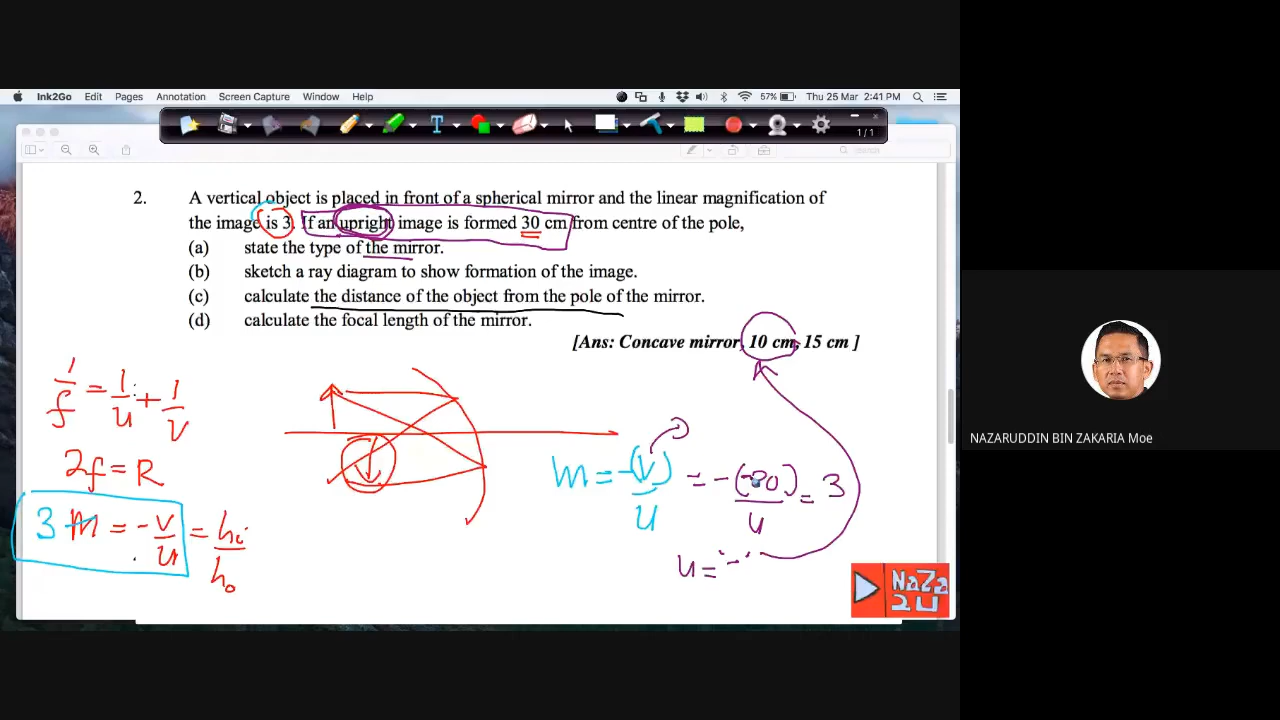 Ink2Go Edit Pages Annotation Screen Capture Window Help 57% Thu 25 Mar 2:41 PM
T 1/1
Search
2. A vertical object is placed in front of a spherical mirror and the linear magnification of
the image is 3. If an upright image is formed 30 cm from centre of the pole,
(a) state the type of the mirror.
(b) sketch a ray diagram to show formation of the image.
(c) calculate the distance of the object from the pole of the mirror.
(d) calculate the focal length of the mirror.
[Ans: Concave mirror, 10 cm, 15 cm ]
1/f = 1/u + 1/v
2f = R
3 M = -v/u = hi/ho
m = -(v)/u = -(-30)/u = 3
u =
NaZa
2U
NAZARUDDIN BIN ZAKARIA Moe